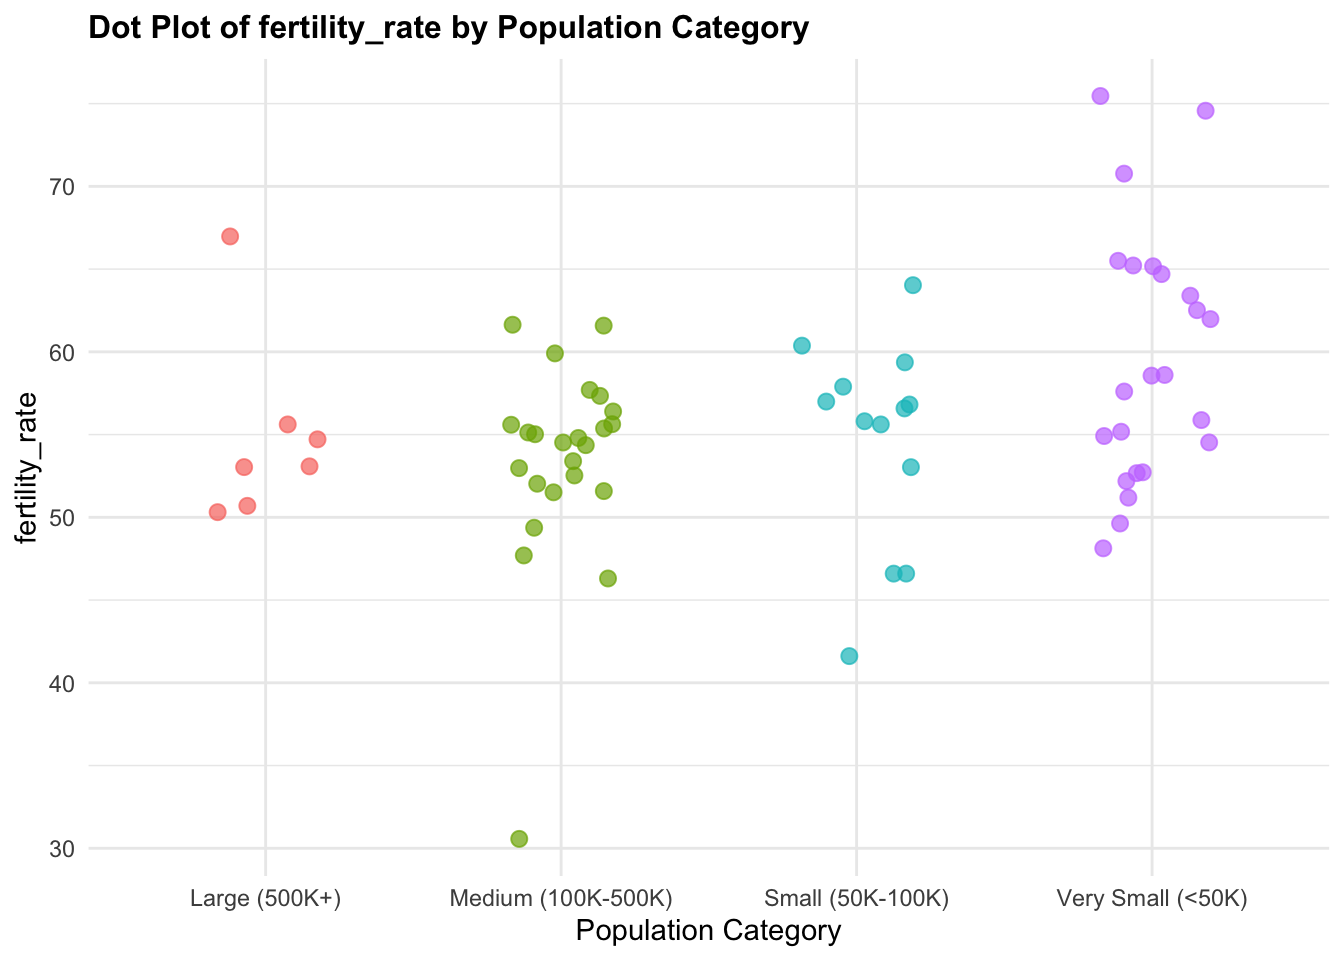 Dot Plot of fertility_rate by Population Category
fertility_rate
70
60
50
40
30
Large (500K+)
Medium (100K-500K)
Small (50K-100K)
Very Small (<50K)
Population Category